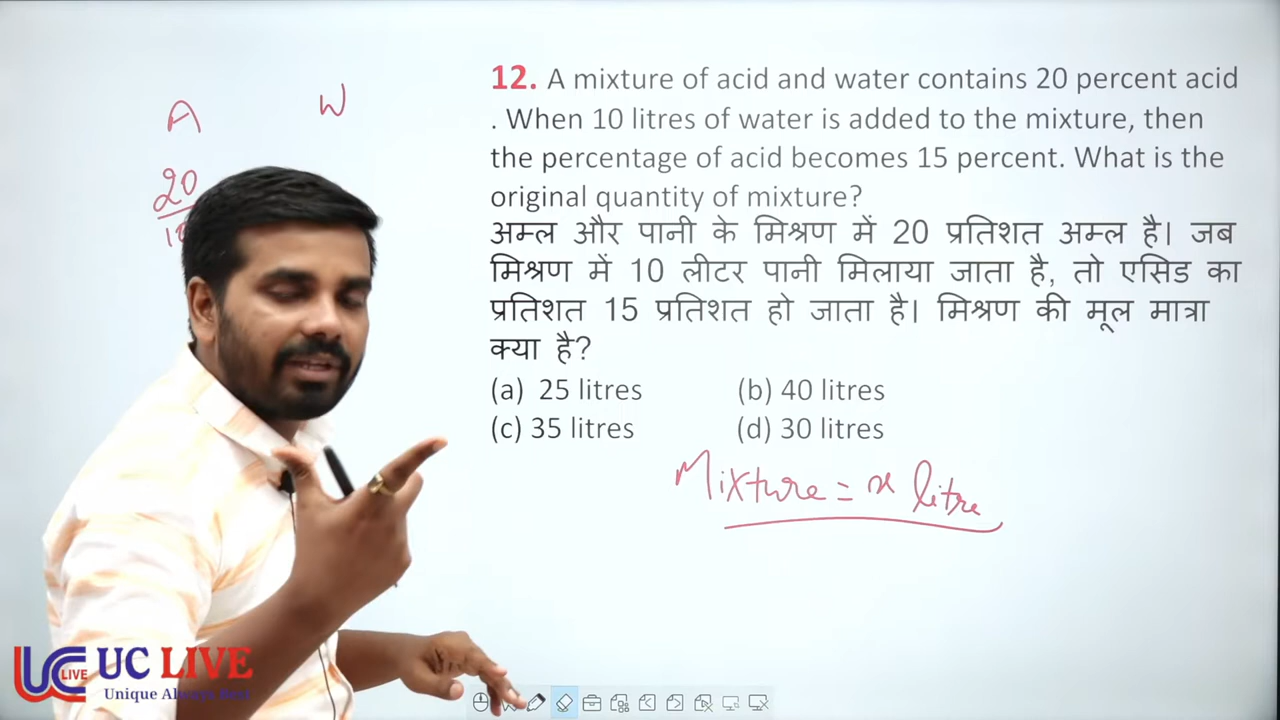 12. A mixture of acid and water contains 20 percent acid
. When 10 litres of water is added to the mixture, then
the percentage of acid becomes 15 percent. What is the
original quantity of mixture?
अम्ल और पानी के मिश्रण में 20 प्रतिशत अम्ल है। जब
मिश्रण में 10 लीटर पानी मिलाया जाता है, तो एसिड का
प्रतिशत 15 प्रतिशत हो जाता है। मिश्रण की मूल मात्रा
क्या है?
(a) 25 litres (b) 40 litres
(c) 35 litres (d) 30 litres
Mixture = x litre
A W
20
UC LIVE
LIVE
Unique Always Best